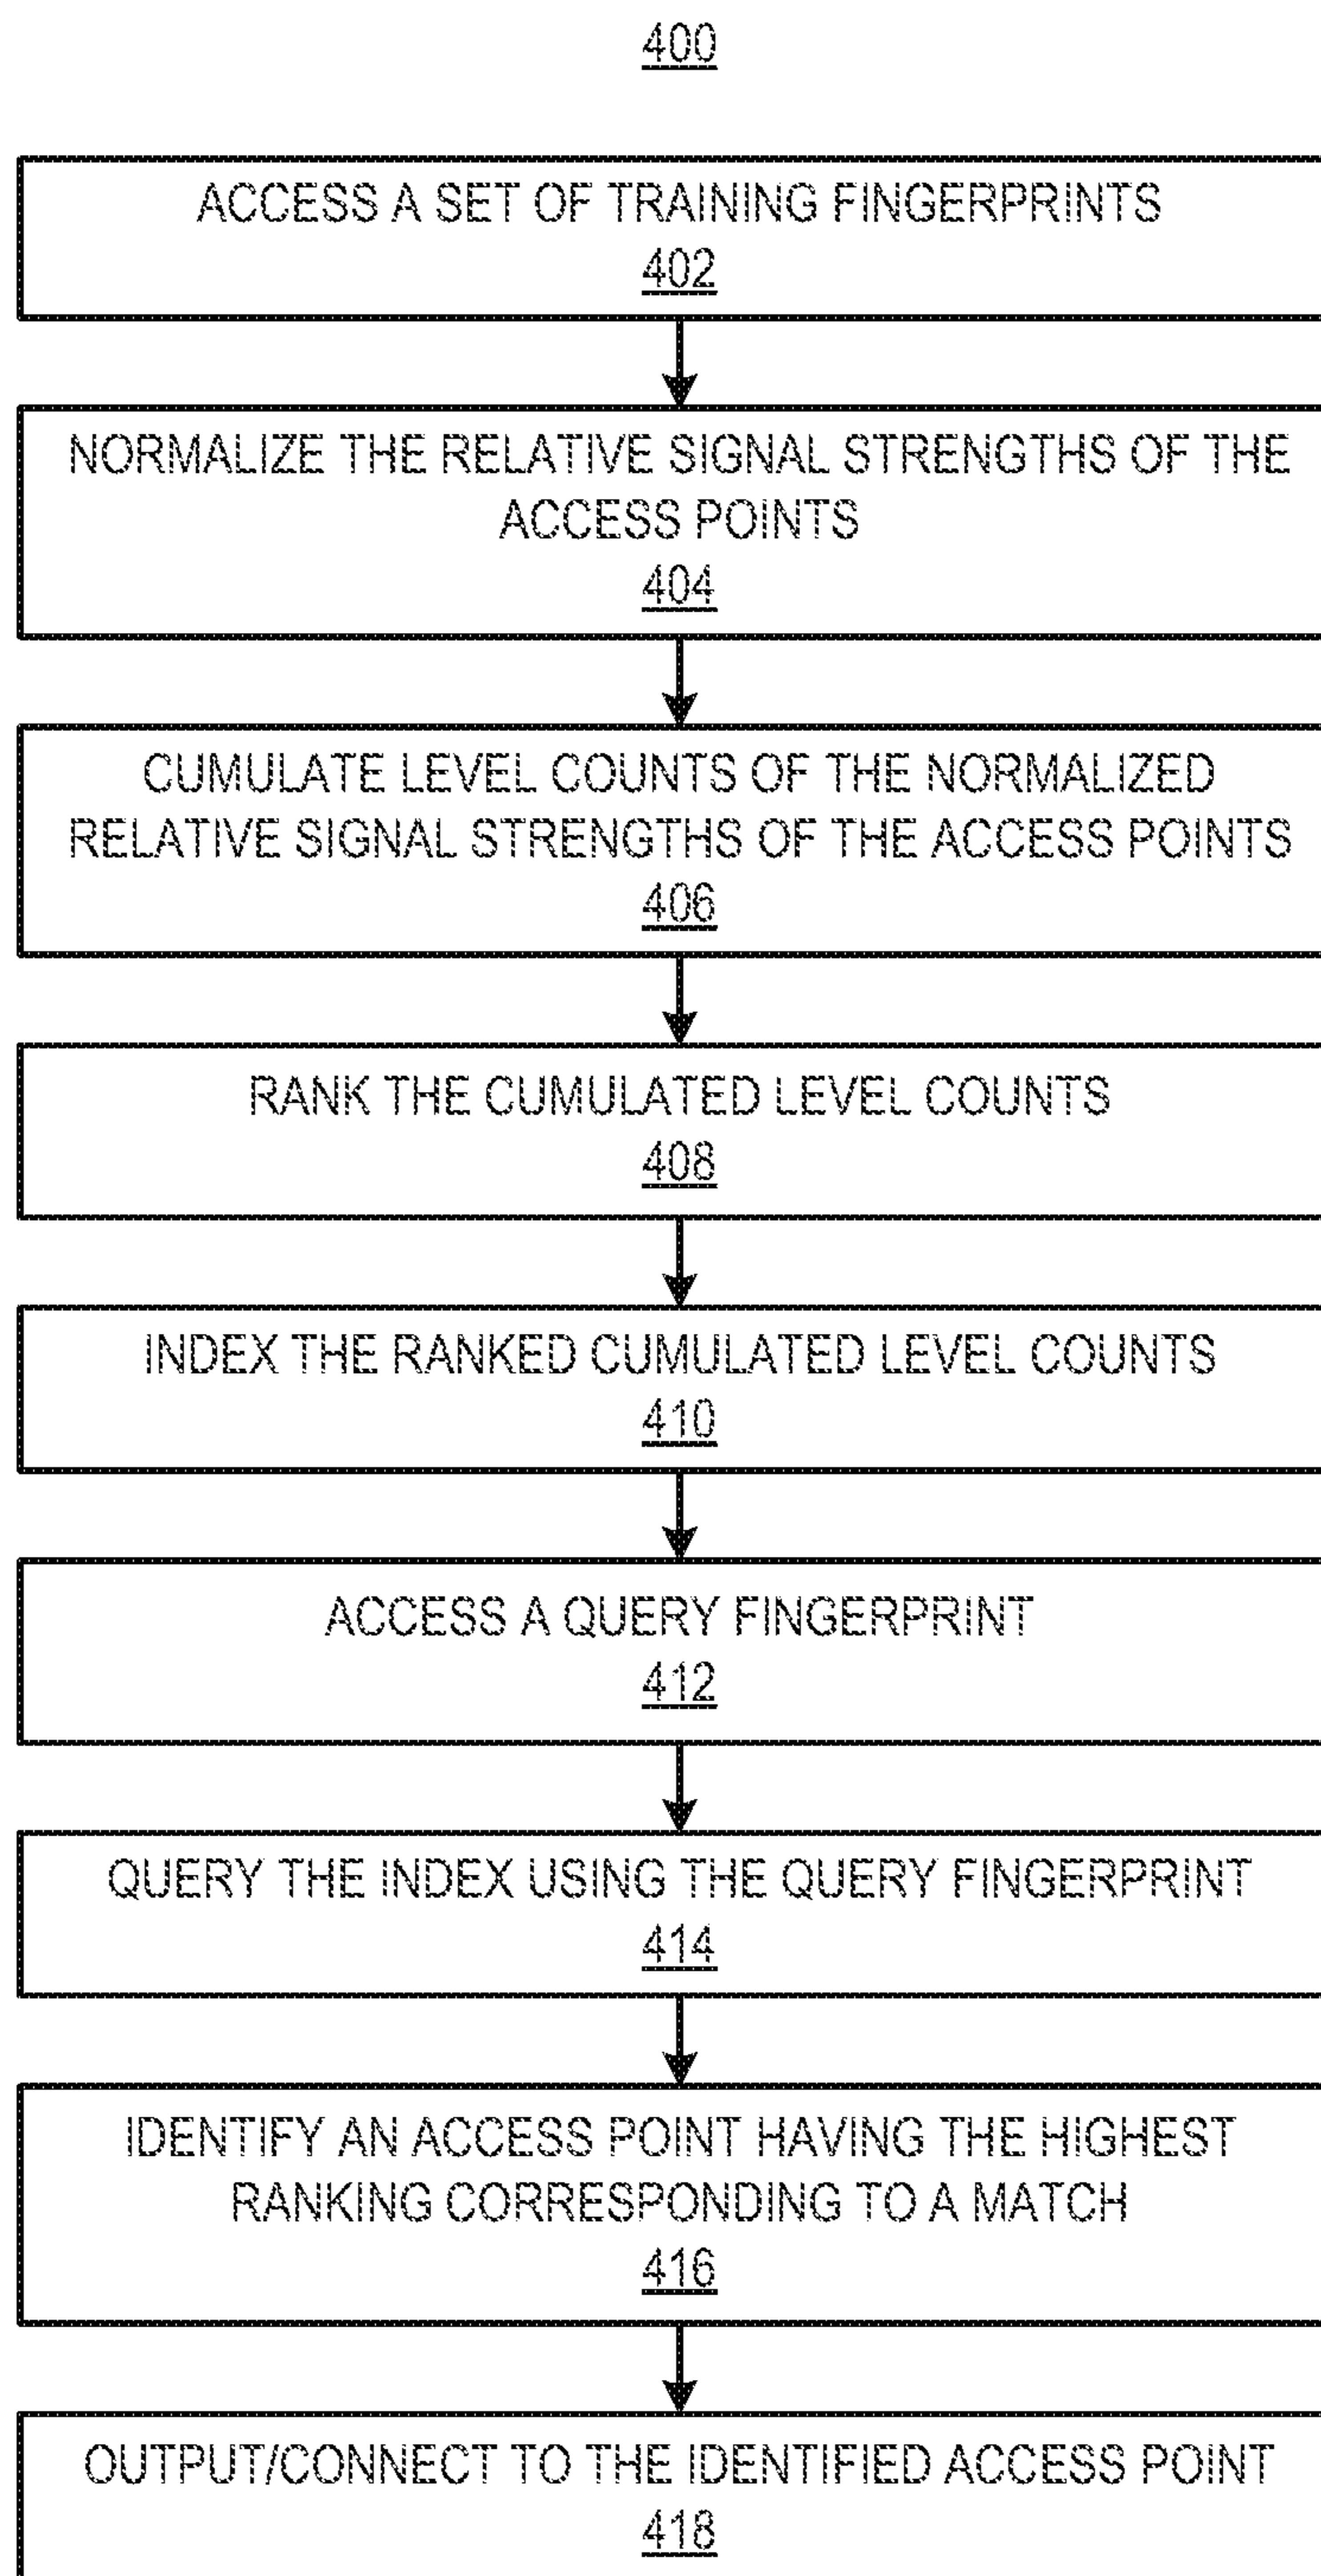 400
ACCESS A SET OF TRAINING FINGERPRINTS
402
NORMALIZE THE RELATIVE SIGNAL STRENGTHS OF THE
ACCESS POINTS
404
CUMULATE LEVEL COUNTS OF THE NORMALIZED
RELATIVE SIGNAL STRENGTHS OF THE ACCESS POINTS
406
RANK THE CUMULATED LEVEL COUNTS
408
INDEX THE RANKED CUMULATED LEVEL COUNTS
410
ACCESS A QUERY FINGERPRINT
412
QUERY THE INDEX USING THE QUERY FINGERPRINT
414
IDENTIFY AN ACCESS POINT HAVING THE HIGHEST
RANKING CORRESPONDING TO A MATCH
416
OUTPUT/CONNECT TO THE IDENTIFIED ACCESS POINT
418